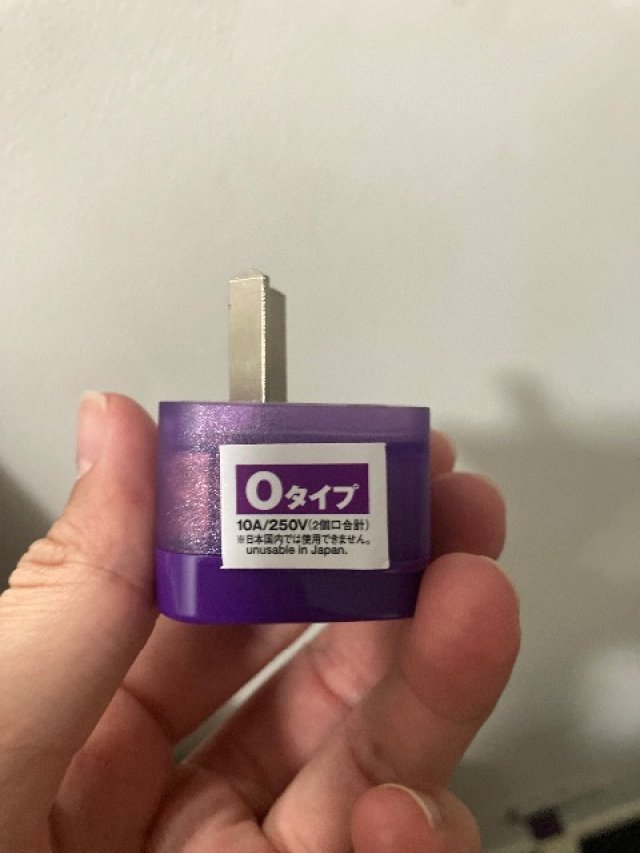 Oタイプ
10A/250V(2個口合計)
※日本国内では使用できません。
unusable in Japan.